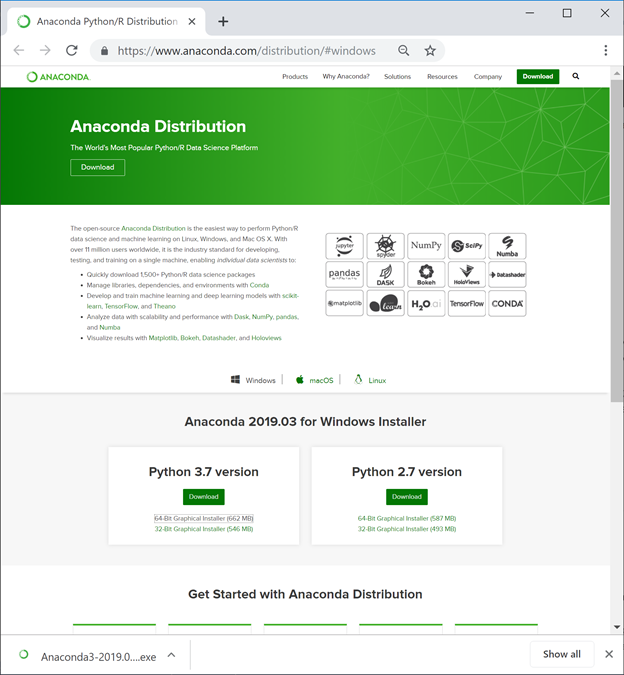 Anaconda Python/R Distribution
https://www.anaconda.com/distribution/#windows
ANACONDA.
Products Why Anaconda? Solutions Resources Company Download
Anaconda Distribution
The World's Most Popular Python/R Data Science Platform
Download
The open-source Anaconda Distribution is the easiest way to perform Python/R
data science and machine learning on Linux, Windows, and Mac OS X. With
over 11 million users worldwide, it is the industry standard for developing,
testing, and training on a single machine, enabling individual data scientists to:
Quickly download 1,500+ Python/R data science packages
Manage libraries, dependencies, and environments with Conda
Develop and train machine learning and deep learning models with scikit-
learn, TensorFlow, and Theano
Analyze data with scalability and performance with Dask, NumPy, pandas,
and Numba
Visualize results with Matplotlib, Bokeh, Datashader, and Holoviews
jupyter spyder NumPy SciPy Numba
pandas DASK Bokeh HoloViews Datashader
matplotlib learn H2O.ai TensorFlow CONDA
Windows macOS Linux
Anaconda 2019.03 for Windows Installer
Python 3.7 version
Download
64-Bit Graphical Installer (662 MB)
32-Bit Graphical Installer (546 MB)
Python 2.7 version
Download
64-Bit Graphical Installer (587 MB)
32-Bit Graphical Installer (493 MB)
Get Started with Anaconda Distribution
Anaconda3-2019.0....exe
Show all